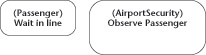 (Passenger)
Wait in line
(AirportSecurity)
Observe Passenger